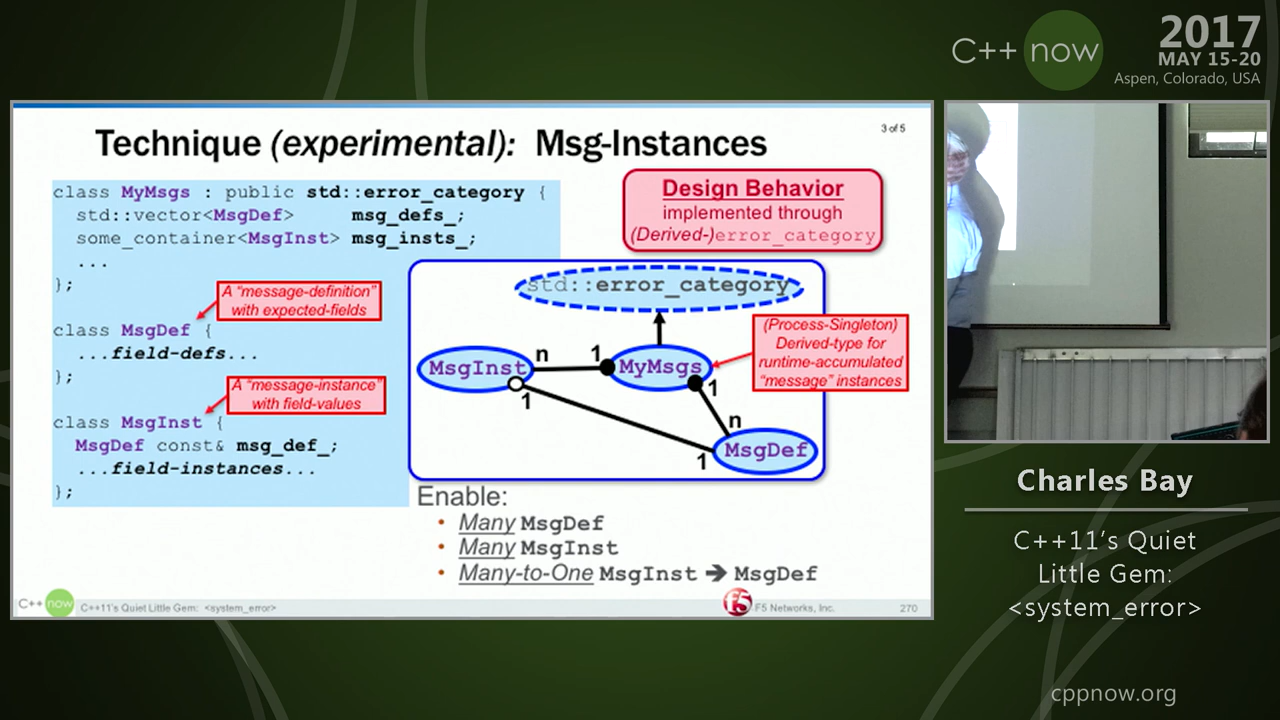 C++ now
2017
MAY 15-20
Aspen, Colorado, USA
Technique (experimental): Msg-Instances
3 of 5
class MyMsgs : public std::error_category {
std::vector<MsgDef> msg_defs_;
some_container<MsgInst> msg_insts_;
...
};
A “message-definition”
with expected-fields
class MsgDef {
...field-defs...
};
A “message-instance”
with field-values
class MsgInst {
MsgDef const& msg_def_;
...field-instances...
};
Design Behavior
implemented through
(Derived-)error_category
std::error_category
(Process-Singleton)
Derived-type for
runtime-accumulated
“message” instances
MsgInst
n
1
MyMsgs
1
1
n
1
MsgDef
Enable:
• Many MsgDef
• Many MsgInst
• Many-to-One MsgInst ➔ MsgDef
C++ now
C++11's Quiet Little Gem: <system_error>
F5 Networks, Inc.
270
Charles Bay
C++11’s Quiet
Little Gem:
<system_error>
cppnow.org